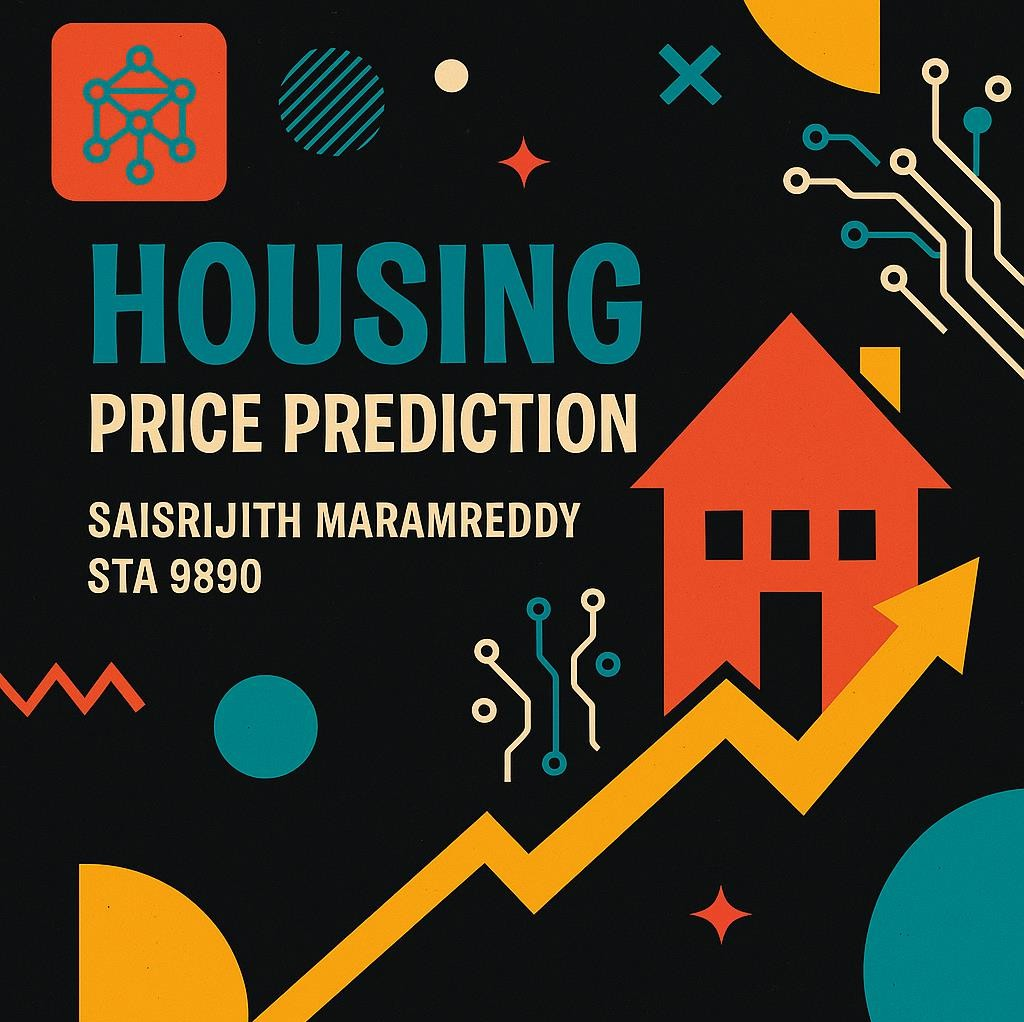 HOUSING
PRICE PREDICTION
SAISRIJITH MARAMREDDY
STA 9890